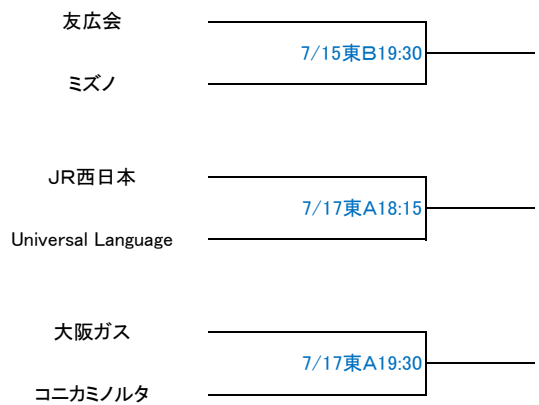 友広会
7/15東B19:30
ミズノ
JR西日本
7/17東A18:15
Universal Language
大阪ガス
7/17東A19:30
コニカミノルタ